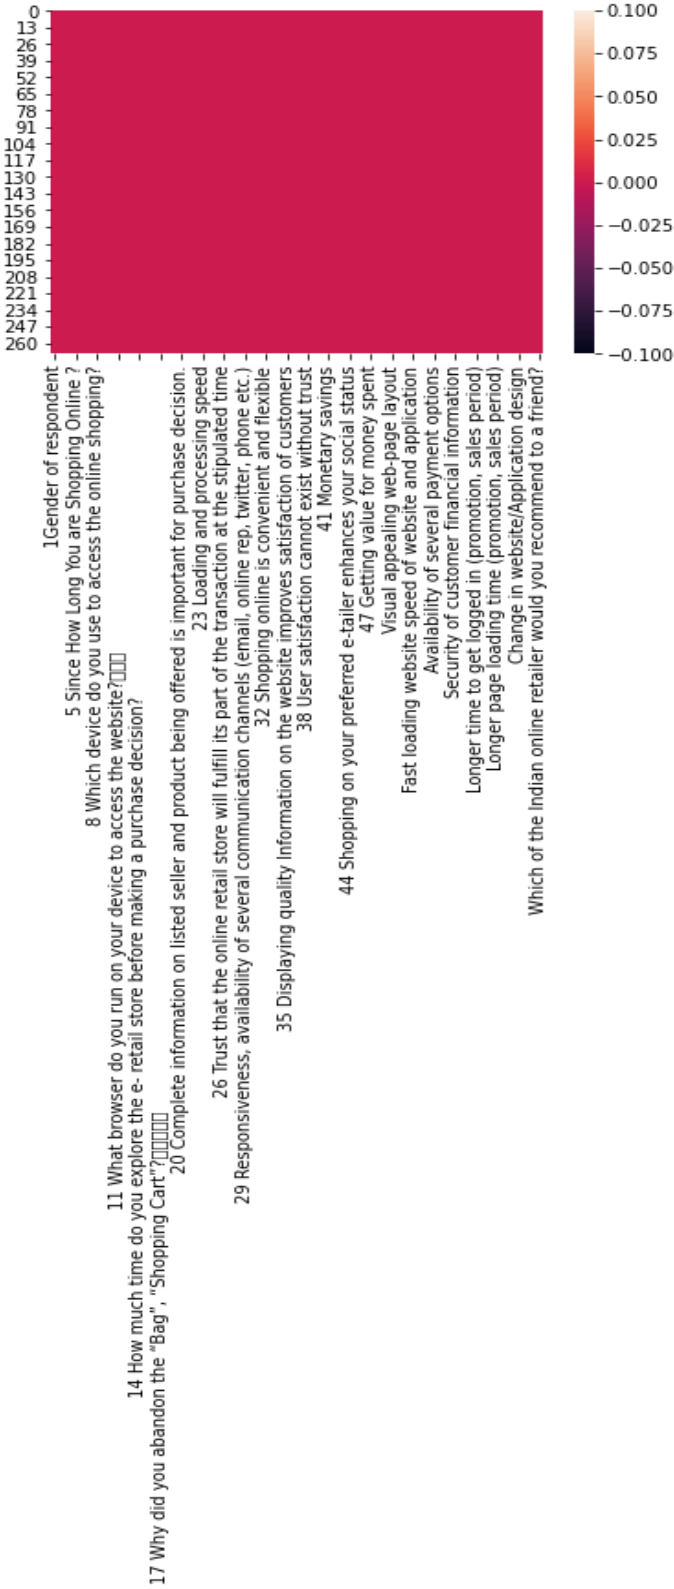 0
13
26
39
52
65
78
91
104
117
130
143
156
169
182
195
208
221
234
247
260
0.100
0.075
0.050
0.025
0.000
−0.025
−0.050
−0.075
−0.100
1Gender of respondent
5 Since How Long You are Shopping Online ?
8 Which device do you use to access the online shopping?
11 What browser do you run on your device to access the website?▯▯▯
14 How much time do you explore the e- retail store before making a purchase decision?
17 Why did you abandon the “Bag”, “Shopping Cart”?▯▯▯▯▯
20 Complete information on listed seller and product being offered is important for purchase decision.
23 Loading and processing speed
26 Trust that the online retail store will fulfill its part of the transaction at the stipulated time
29 Responsiveness, availability of several communication channels (email, online rep, twitter, phone etc.)
32 Shopping online is convenient and flexible
35 Displaying quality Information on the website improves satisfaction of customers
38 User satisfaction cannot exist without trust
41 Monetary savings
44 Shopping on your preferred e-tailer enhances your social status
47 Getting value for money spent
Visual appealing web-page layout
Fast loading website speed of website and application
Availability of several payment options
Security of customer financial information
Longer time to get logged in (promotion, sales period)
Longer page loading time (promotion, sales period)
Change in website/Application design
Which of the Indian online retailer would you recommend to a friend?